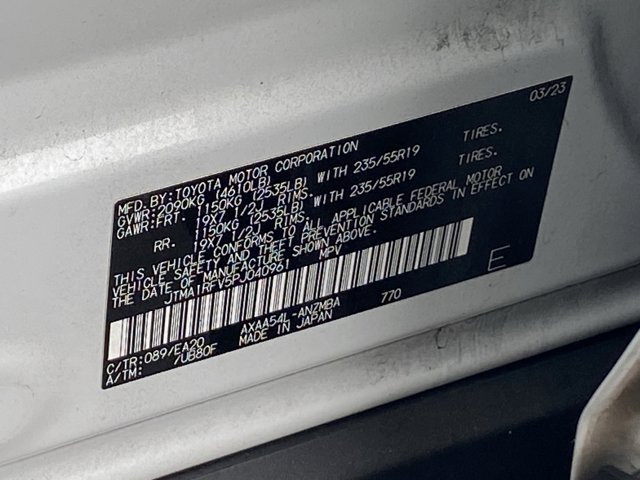 03/23
MFD.BY:TOYOTA MOTOR CORPORATION
GVWR:2090KG (4610LB)
GAWR:FRT. 1150KG (2535LB) WITH 235/55R19 TIRES,
19X7 1/2J RIMS.
RR. 1150KG (2535LB) WITH 235/55R19 TIRES,
19X7 1/2J RIMS.
THIS VEHICLE CONFORMS TO ALL APPLICABLE FEDERAL MOTOR
VEHICLE SAFETY AND THEFT PREVENTION STANDARDS IN EFFECT ON
THE DATE OF MANUFACTURE SHOWN ABOVE.
JTMA1RFV5PJ040961 MPV
E
C/TR:089/EA20 AXAA54L-ANZMBA 770
A/TM: /UB80F MADE IN JAPAN